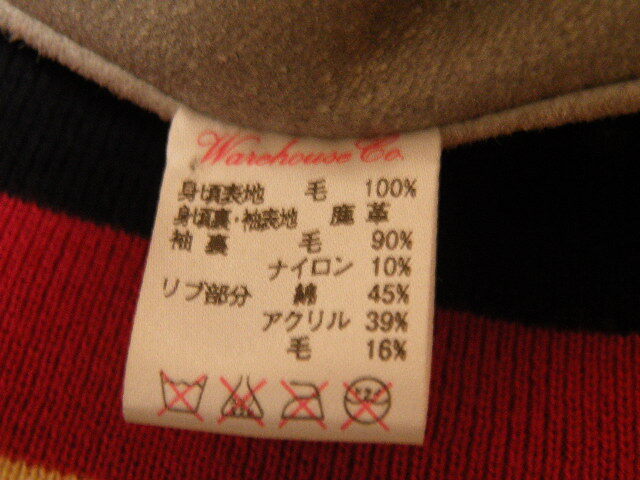 Warehouse Co.
身頃表地 毛 100%
身頃裏・袖表地 鹿革
袖裏 毛 90%
ナイロン 10%
リブ部分 綿 45%
アクリル 39%
毛 16%